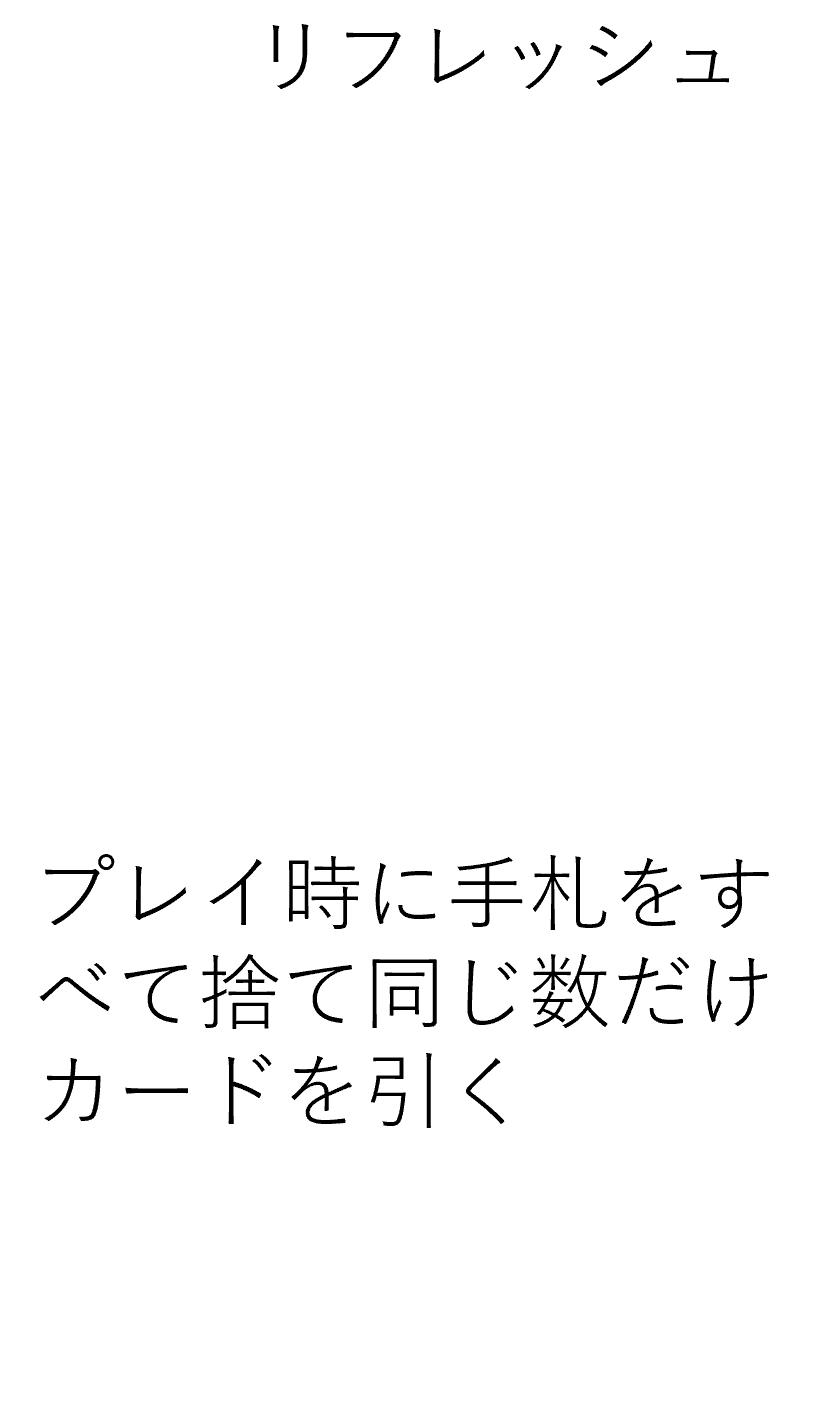 リフレッシュ
プレイ時に手札をす
べて捨て同じ数だけ
カードを引く